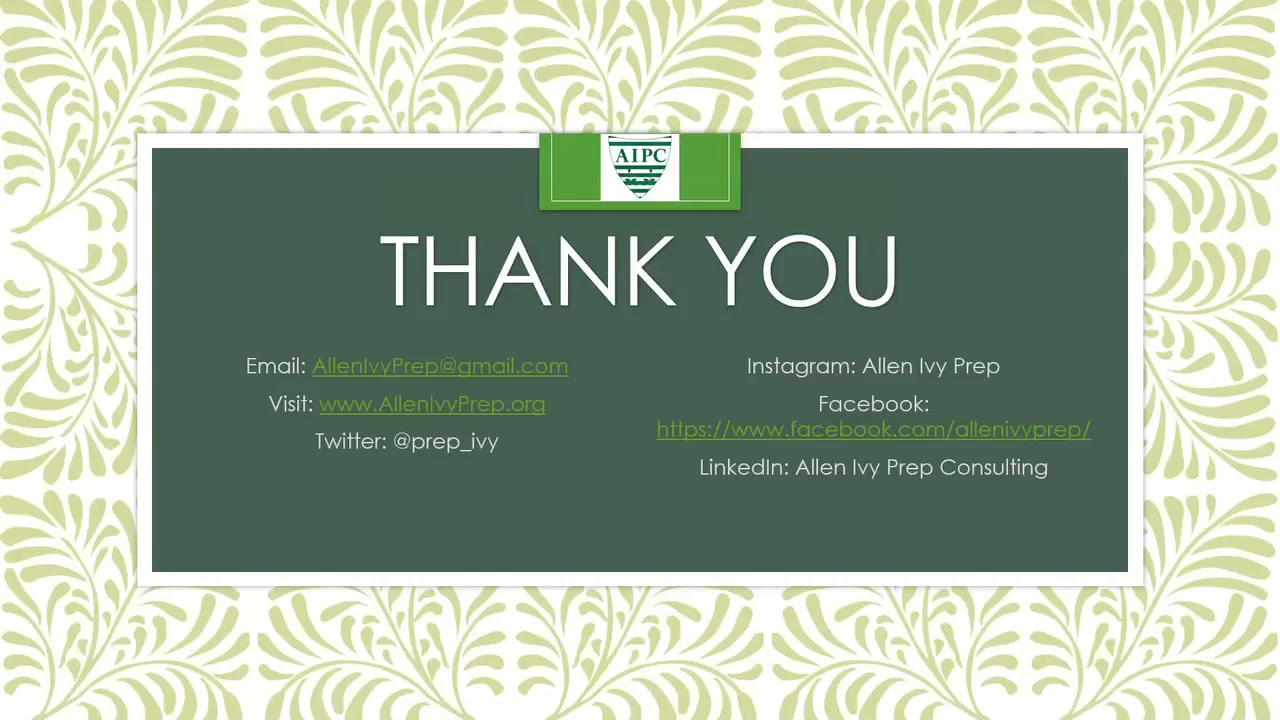 AIPC
THANK YOU
Email: AllenIvyPrep@gmail.com
Visit: www.AllenIvyPrep.org
Twitter: @prep_ivy
Instagram: Allen Ivy Prep
Facebook:
https://www.facebook.com/allenivyprep/
LinkedIn: Allen Ivy Prep Consulting